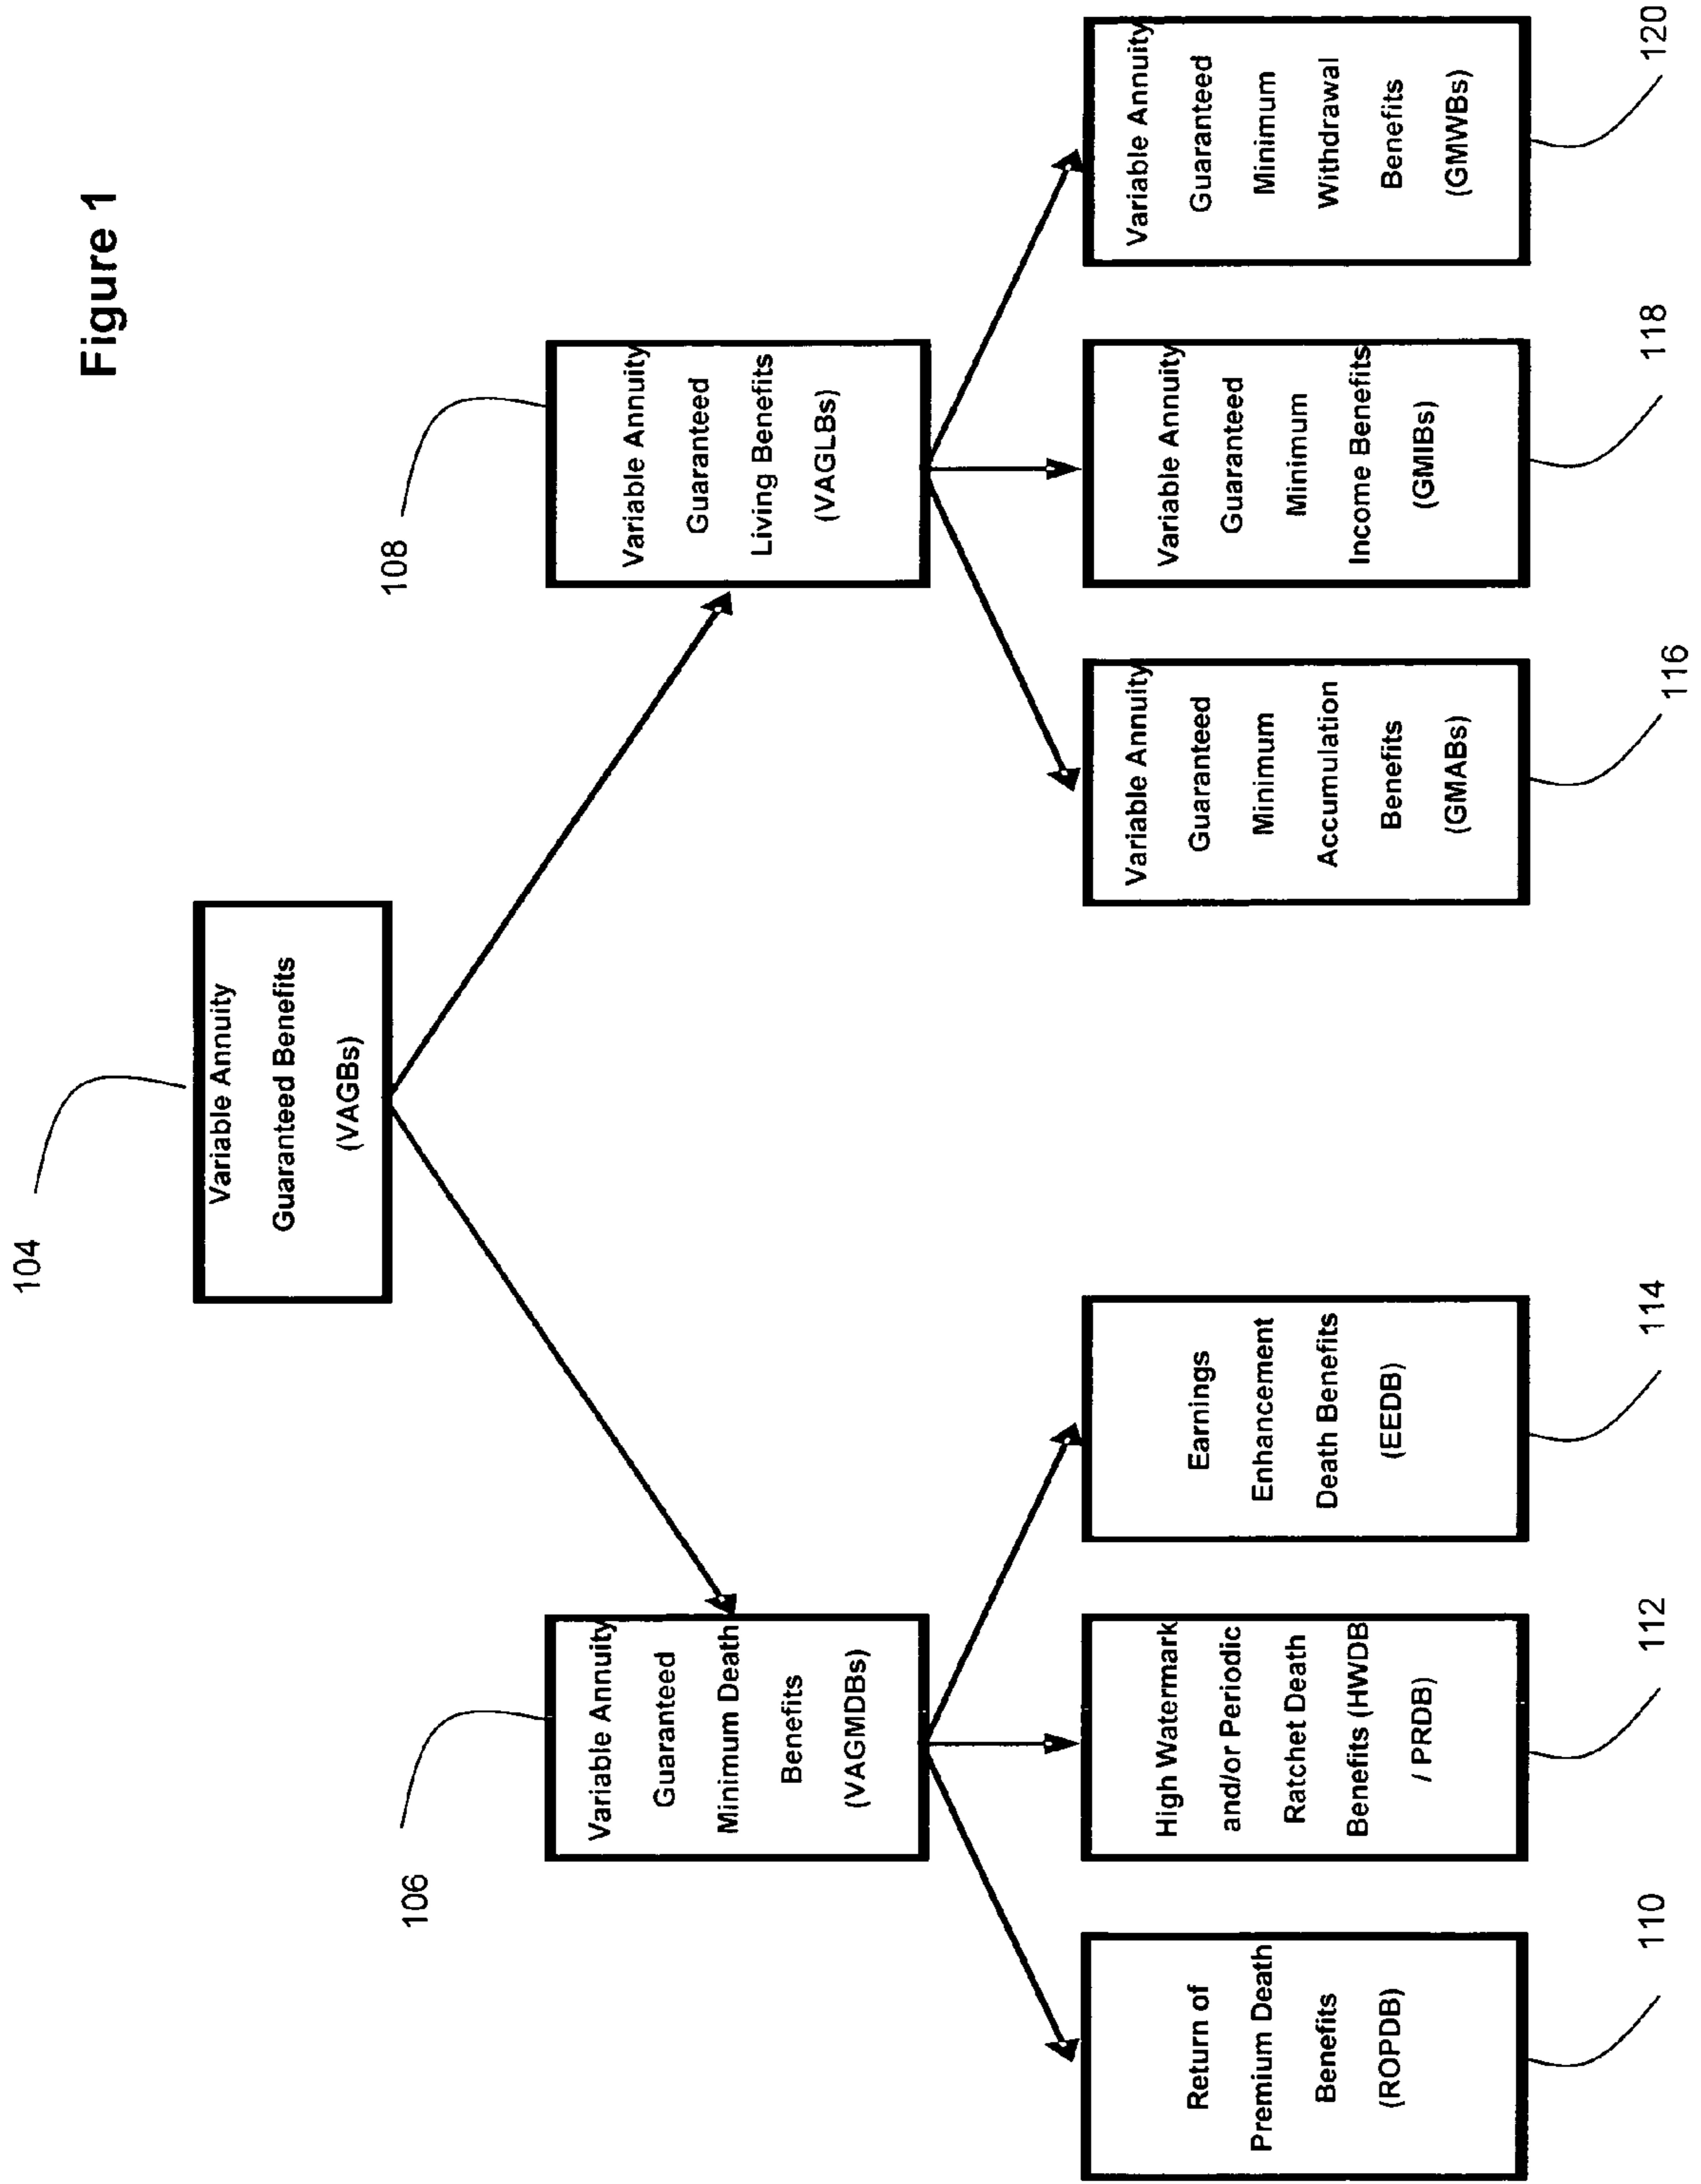 Figure 1
104
Variable Annuity
Guaranteed Benefits
(VAGBs)
106
Variable Annuity
Guaranteed
Minimum Death
Benefits
(VAGMDBs)
108
Variable Annuity
Guaranteed
Living Benefits
(VAGLBs)
Return of
Premium Death
Benefits
(ROPDB)
110
High Watermark
and/or Periodic
Ratchet Death
Benefits (HWDB
/ PRDB)
112
Earnings
Enhancement
Death Benefits
(EEDB)
114
Variable Annuity
Guaranteed
Minimum
Accumulation
Benefits
(GMABs)
116
Variable Annuity
Guaranteed
Minimum
Income Benefits
(GMIBs)
118
Variable Annuity
Guaranteed
Minimum
Withdrawal
Benefits
(GMWBs)
120